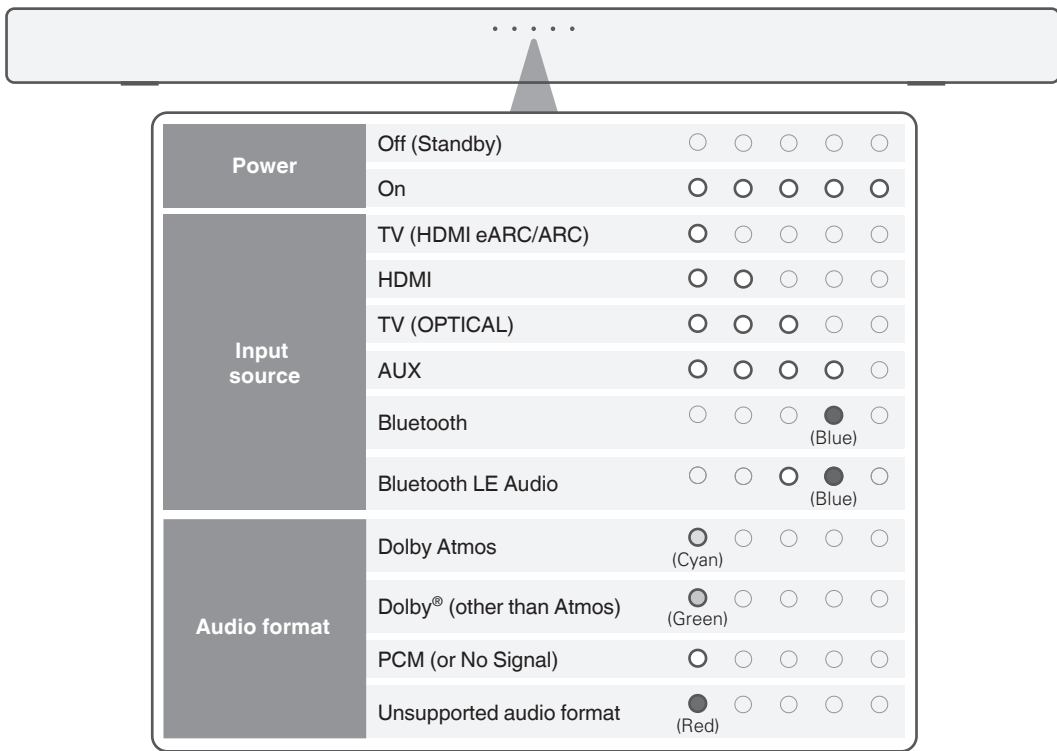 Power
Off (Standby)
On
Input
source
TV (HDMI eARC/ARC)
HDMI
TV (OPTICAL)
AUX
Bluetooth
(Blue)
Bluetooth LE Audio
(Blue)
Audio format
Dolby Atmos
(Cyan)
Dolby® (other than Atmos)
(Green)
PCM (or No Signal)
Unsupported audio format
(Red)